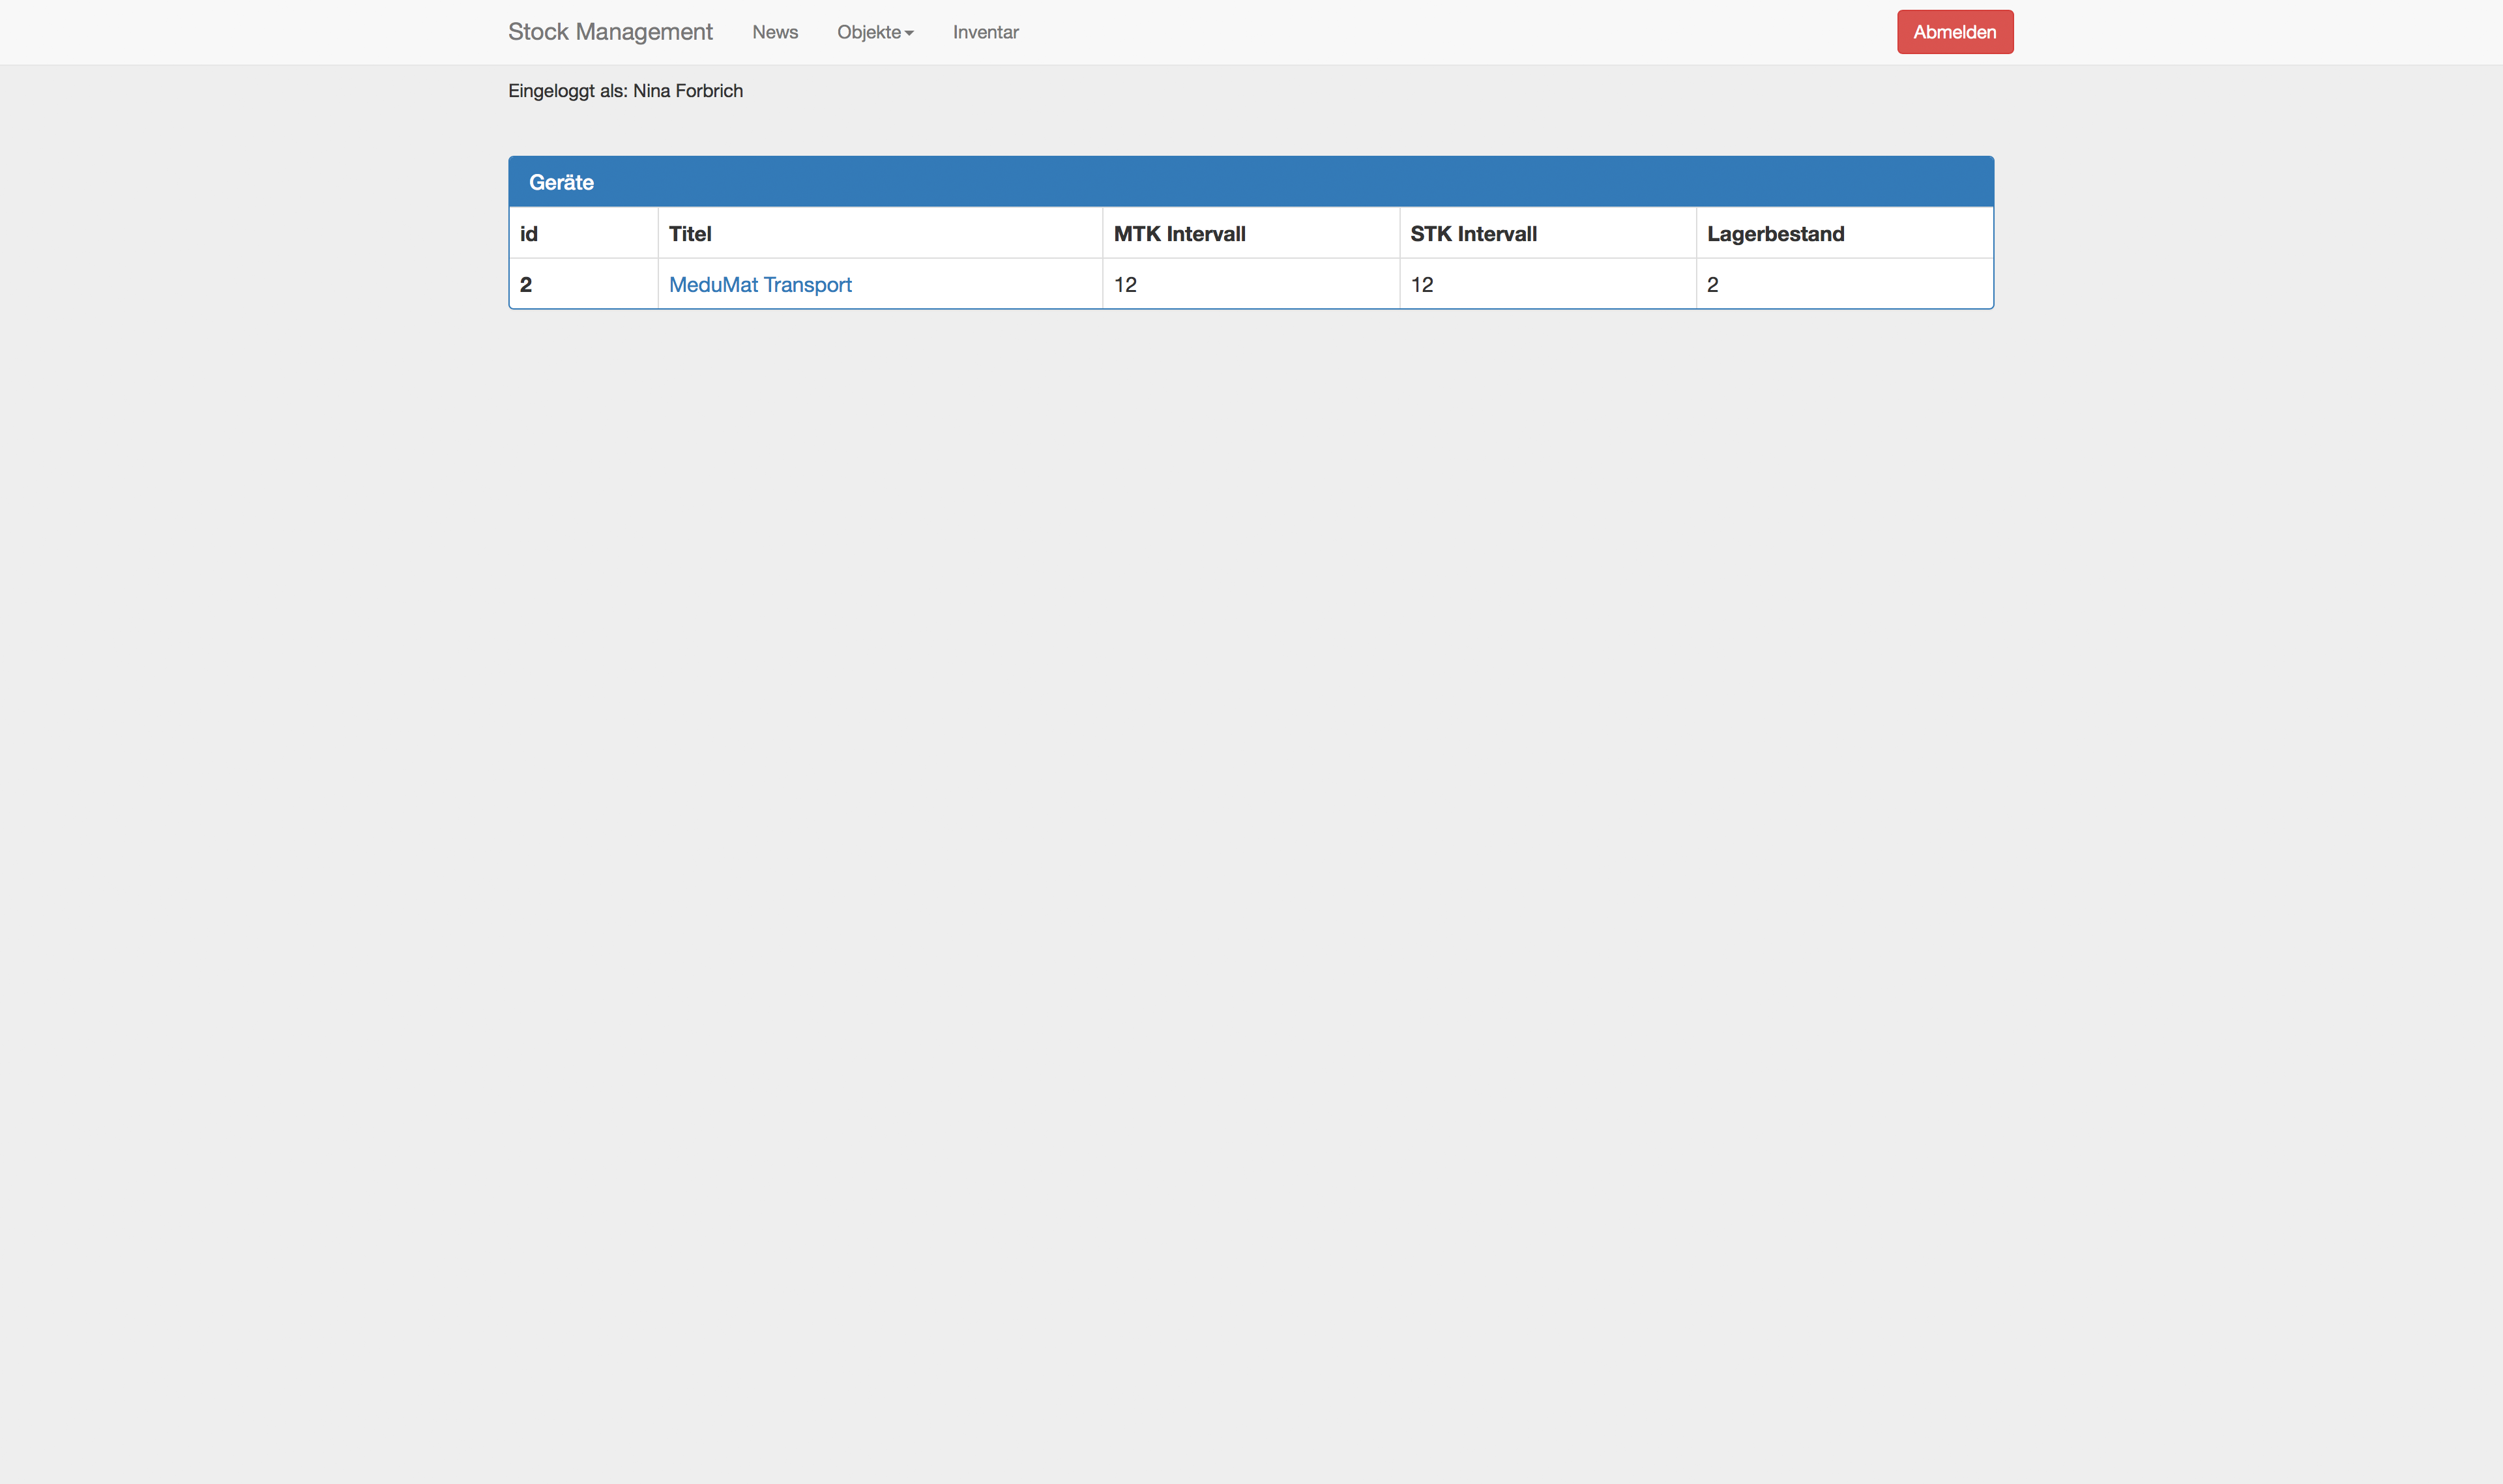 Stock Management News Objekte Inventar Abmelden
Eingeloggt als: Nina Forbrich
Geräte
id Titel MTK Intervall STK Intervall Lagerbestand
2 MeduMat Transport 12 12 2